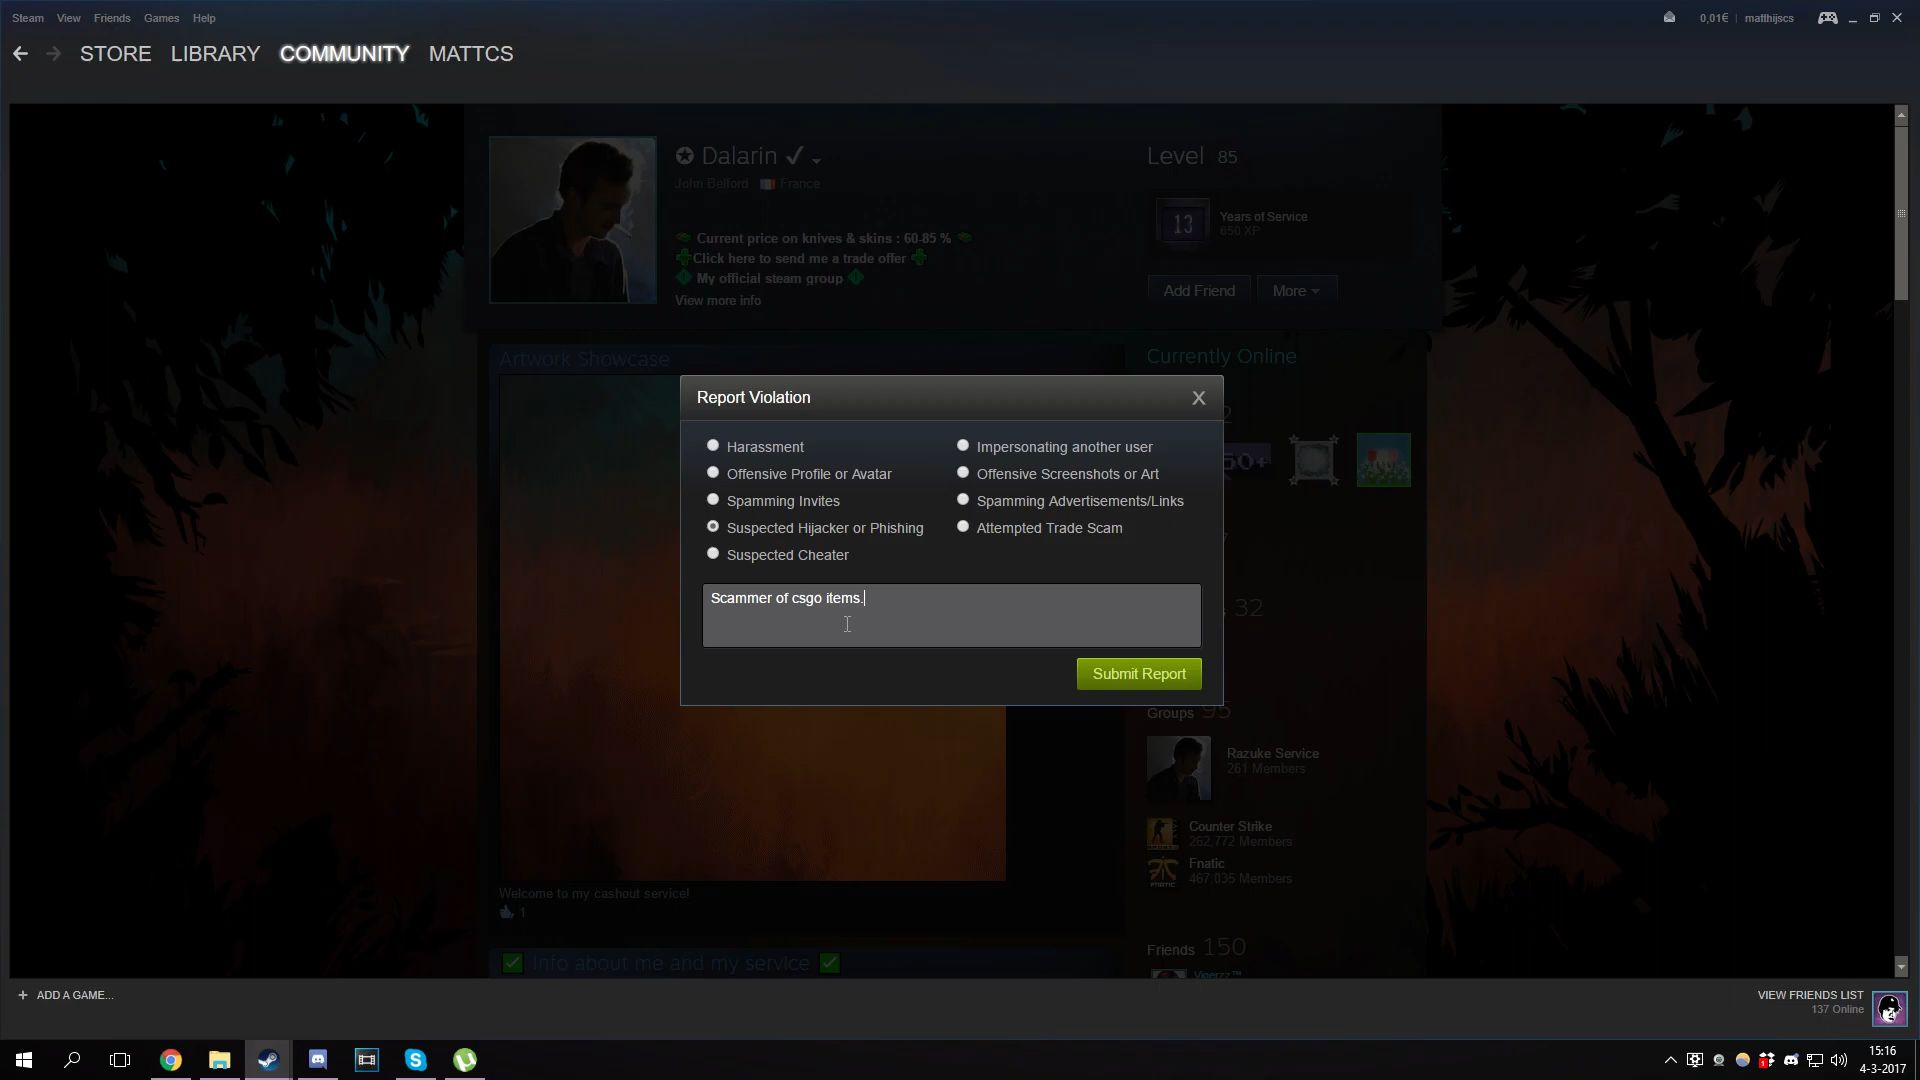 Steam View Friends Games Help
0,01€ matthijscs
STORE LIBRARY COMMUNITY MATTCS
Dalarin
Level 85
John Belford France
13
Years of Service
650 XP
Current price on knives & skins : 60-85 %
Click here to send me a trade offer
My official steam group
View more info
Add Friend More
Artwork Showcase
Currently Online
Report Violation X
Harassment
Impersonating another user
Offensive Profile or Avatar
Offensive Screenshots or Art
Spamming Invites
Spamming Advertisements/Links
Suspected Hijacker or Phishing
Attempted Trade Scam
Suspected Cheater
50+
Scammer of csgo items.
32
Submit Report
Groups 95
Razuke Service
261 Members
Counter Strike
262,772 Members
Fnatic
467,035 Members
FNATIC
Welcome to my cashout service!
1
Friends 150
Info about me and my service
+ ADD A GAME...
VIEW FRIENDS LIST
137 Online
15:16
4-3-2017